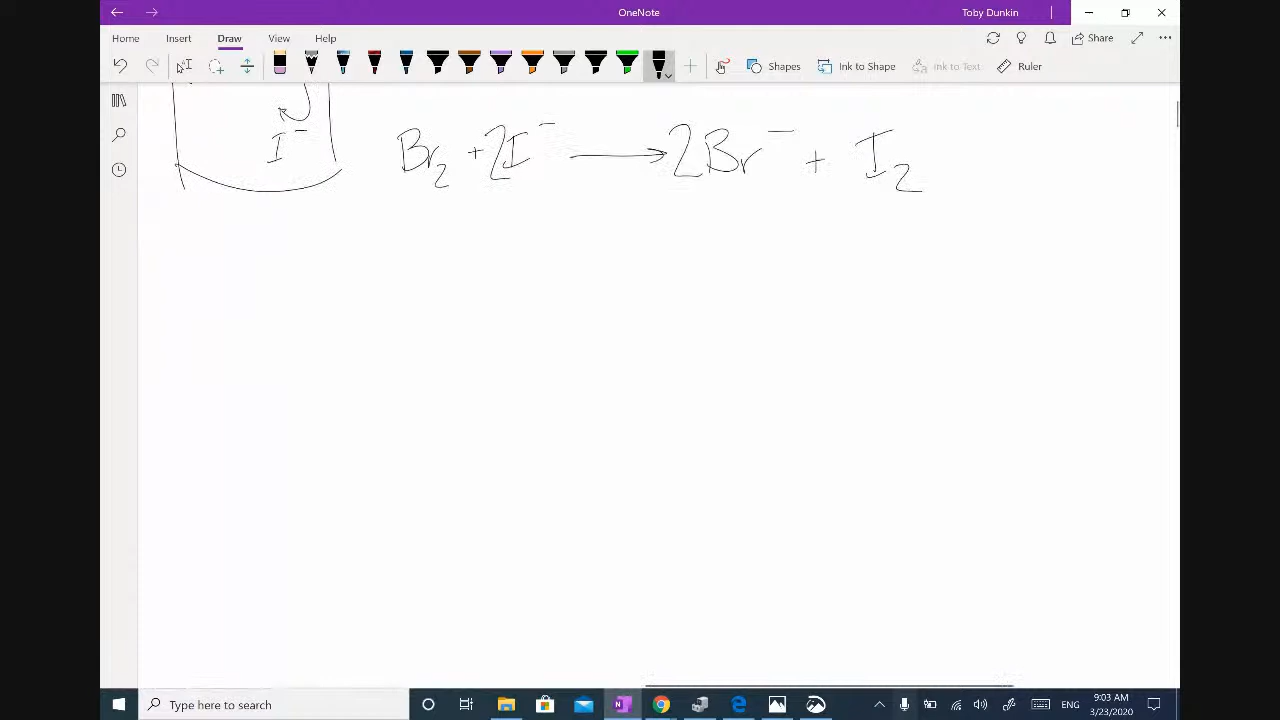 OneNote
Toby Dunkin
Home Insert Draw View Help
Share
Shapes Ink to Shape Ink to Text Ruler
I⁻
Br₂ + 2I⁻ ⟶ 2Br⁻ + I₂
Type here to search
ENG
9:03 AM
3/23/2020